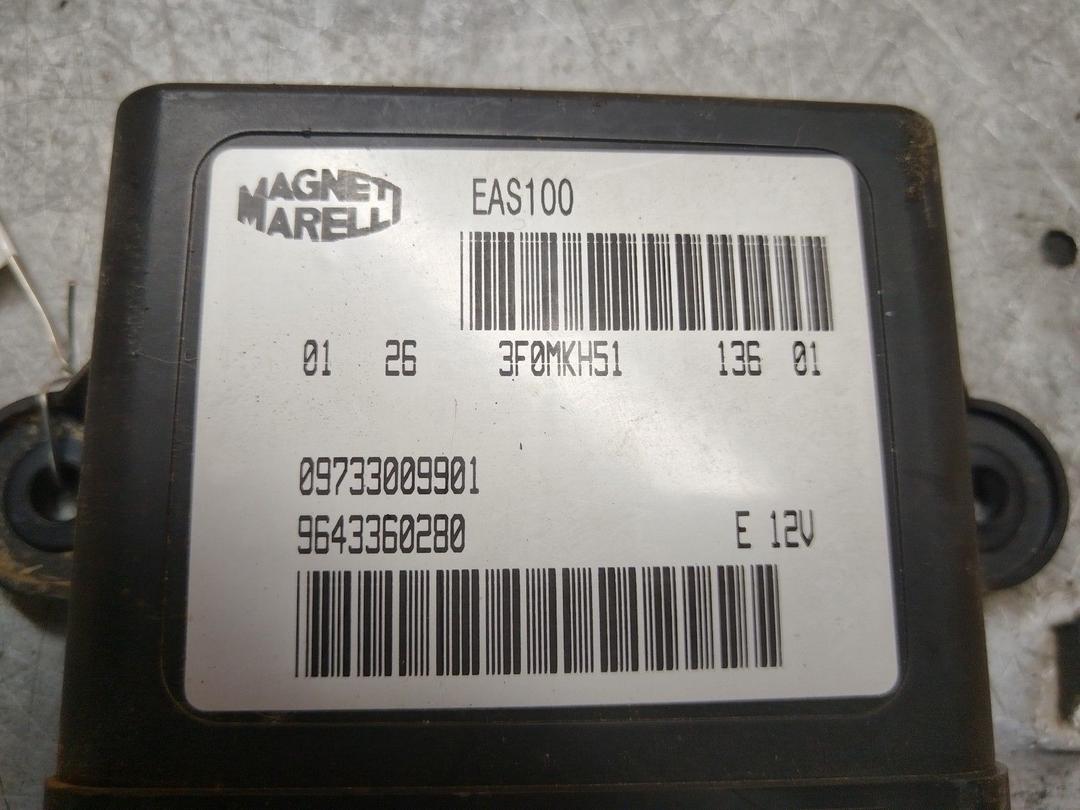 MAGNETI
MARELLI
EAS100
01 26 3F0MKH51 136 01
09733009901
9643360280
E 12V